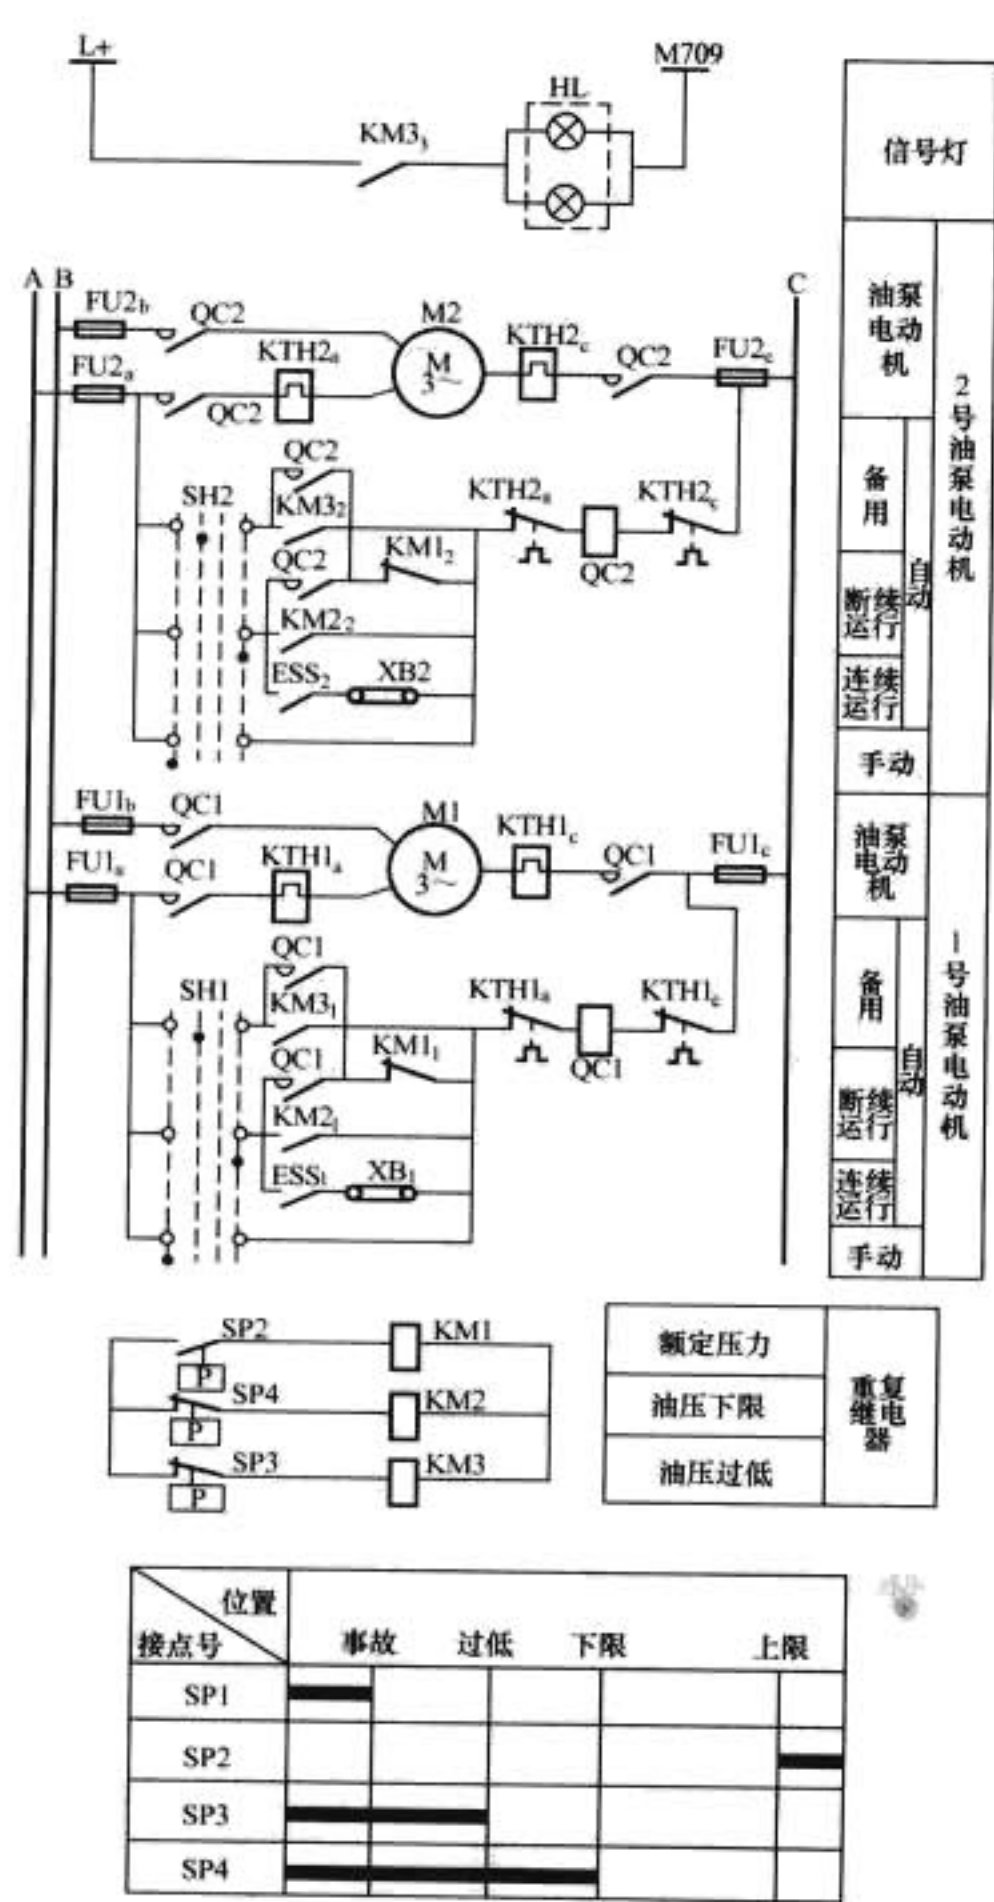 L+
M709
HL
KM3₃
信号灯
A B
C
FU2b
QC2
M2
KTH2a
KTH2c
QC2
FU2c
FU2a
QC2
M
3~
油泵
电动
机
2号油泵电动机
QC2
SH2
KM3₂
KTH2a
KTH2c
QC2
KM1₂
QC2
KM2₂
ESS₂
XB2
备用
断续
运行
连续
运行
自动
手动
FU1b
QC1
M1
KTH1c
FU1a
QC1
KTH1a
M
3~
QC1
FU1c
油泵
电动
机
1号油泵电动机
QC1
SH1
KM3₁
KTH1a
KTH1c
QC1
KM1₁
QC1
KM2₁
ESS₁
XB₁
备用
断续
运行
连续
运行
自动
手动
SP2
KM1
P
SP4
KM2
P
SP3
KM3
P
额定压力
油压下限
油压过低
重复
继电
器
位置
接点号
事故 过低 下限 上限
SP1
SP2
SP3
SP4